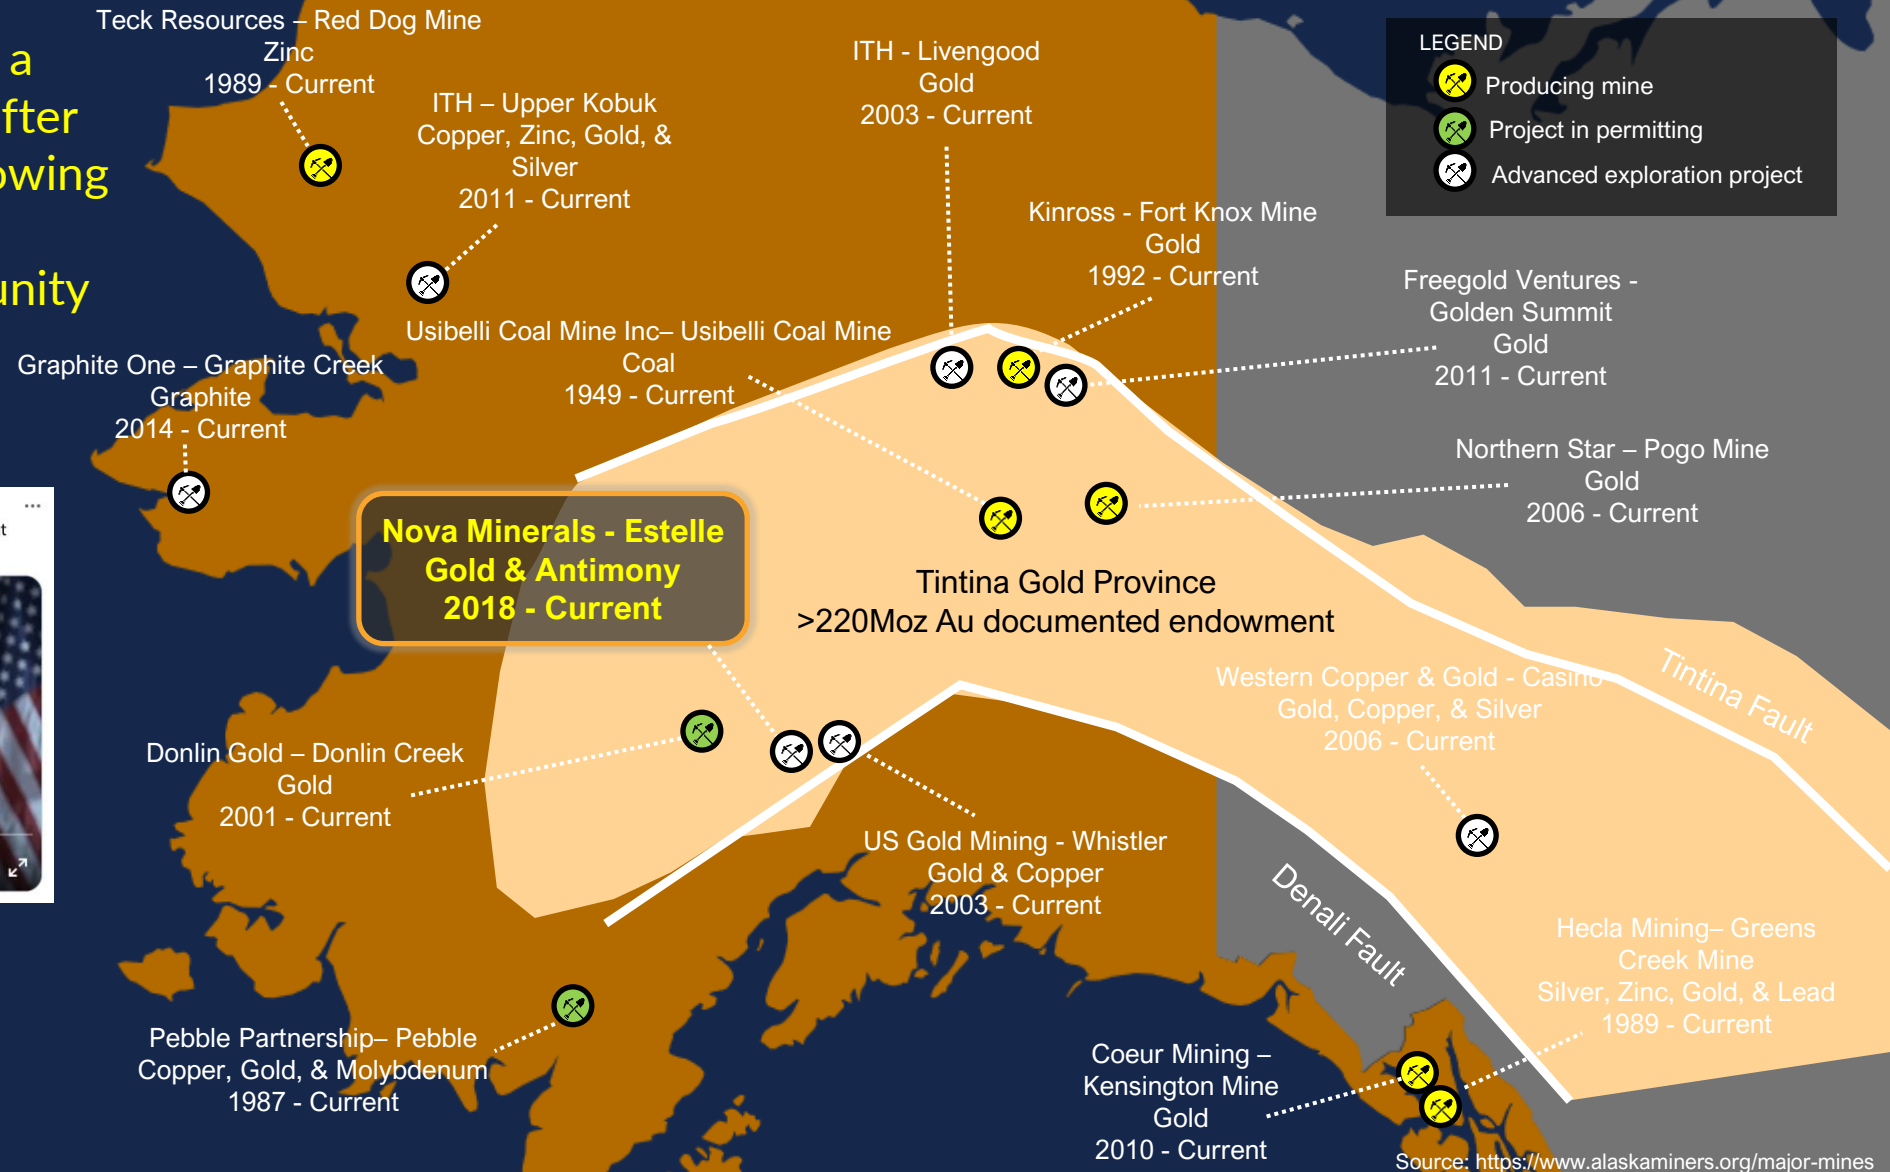 a
fter
owing
unity
t
Teck Resources – Red Dog Mine
Zinc
1989 - Current
ITH – Upper Kobuk
Copper, Zinc, Gold, &
Silver
2011 - Current
ITH - Livengood
Gold
2003 - Current
LEGEND
Producing mine
Project in permitting
Advanced exploration project
Kinross - Fort Knox Mine
Gold
1992 - Current
Freegold Ventures -
Golden Summit
Gold
2011 - Current
Usibelli Coal Mine Inc– Usibelli Coal Mine
Coal
1949 - Current
Graphite One – Graphite Creek
Graphite
2014 - Current
Northern Star – Pogo Mine
Gold
2006 - Current
Nova Minerals - Estelle
Gold & Antimony
2018 - Current
Tintina Gold Province
>220Moz Au documented endowment
Western Copper & Gold - Casino
Gold, Copper, & Silver
2006 - Current
Tintina Fault
Donlin Gold – Donlin Creek
Gold
2001 - Current
US Gold Mining - Whistler
Gold & Copper
2003 - Current
Denali Fault
Hecla Mining– Greens
Creek Mine
Silver, Zinc, Gold, & Lead
1989 - Current
Pebble Partnership– Pebble
Copper, Gold, & Molybdenum
1987 - Current
Coeur Mining –
Kensington Mine
Gold
2010 - Current
Source: https://www.alaskaminers.org/major-mines